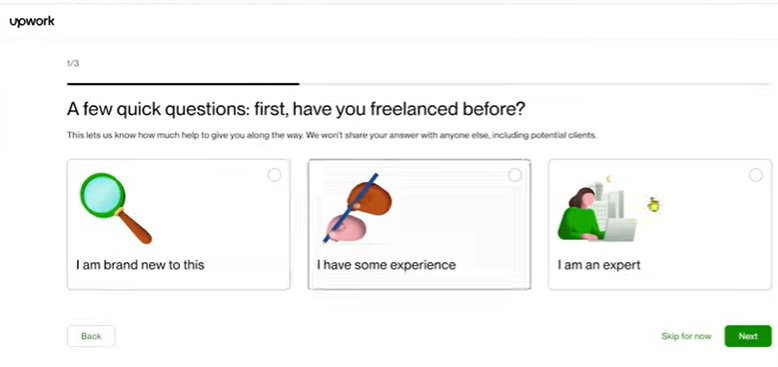 upwork
1/3
A few quick questions: first, have you freelanced before?
This lets us know how much help to give you along the way. We won't share your answer with anyone else, including potential clients.
I am brand new to this
I have some experience
I am an expert
Back
Skip for now
Next